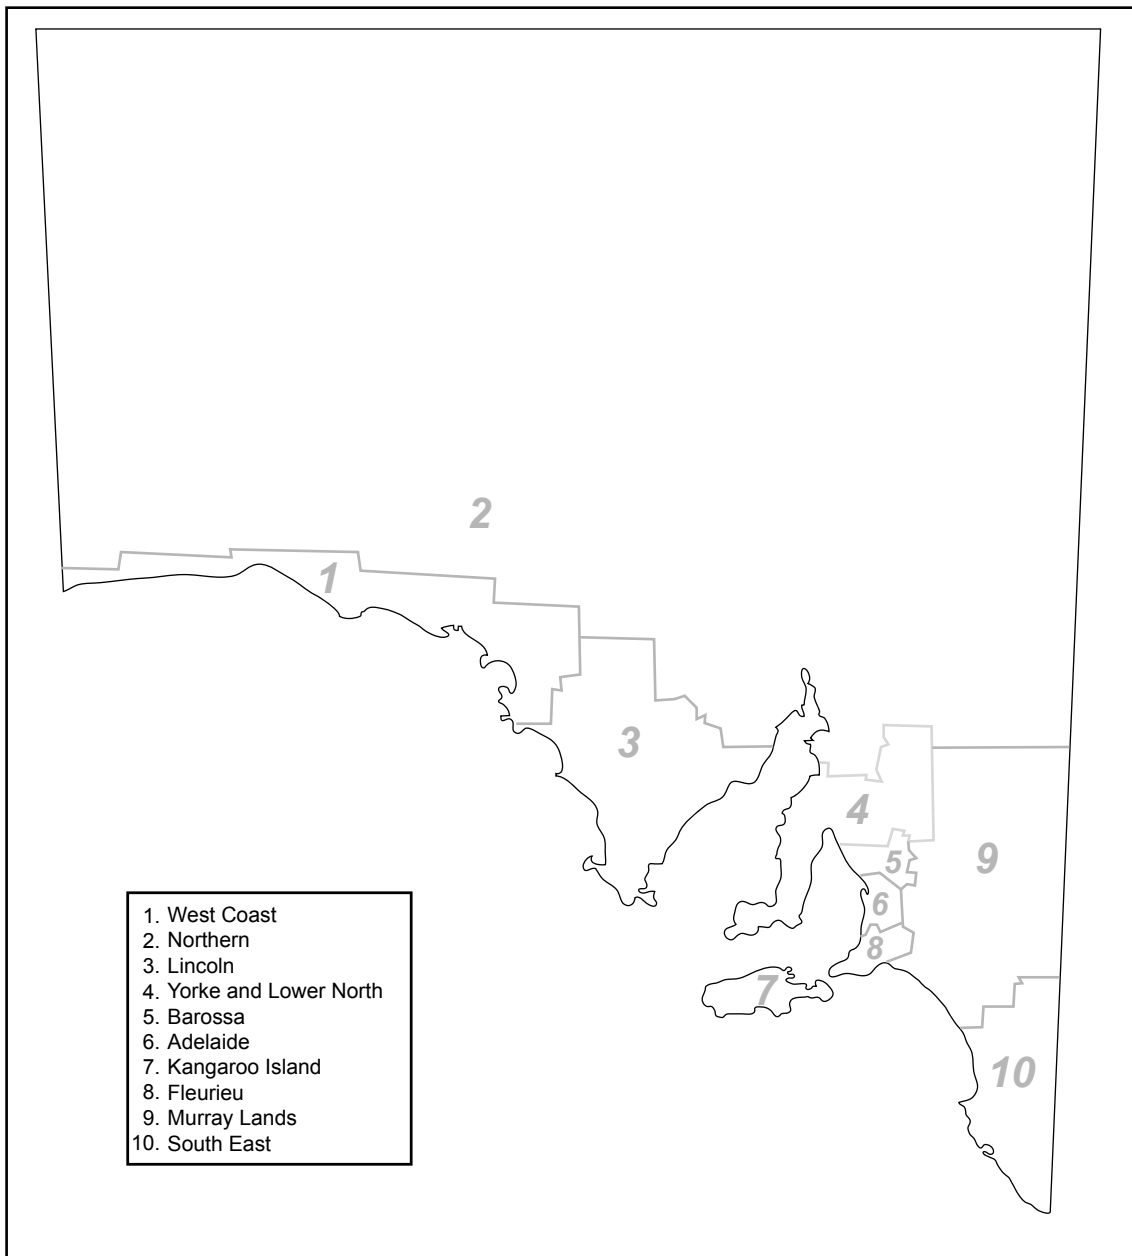 2
1
3
4
5
9
6
8
7
10
1. West Coast
2. Northern
3. Lincoln
4. Yorke and Lower North
5. Barossa
6. Adelaide
7. Kangaroo Island
8. Fleurieu
9. Murray Lands
10. South East